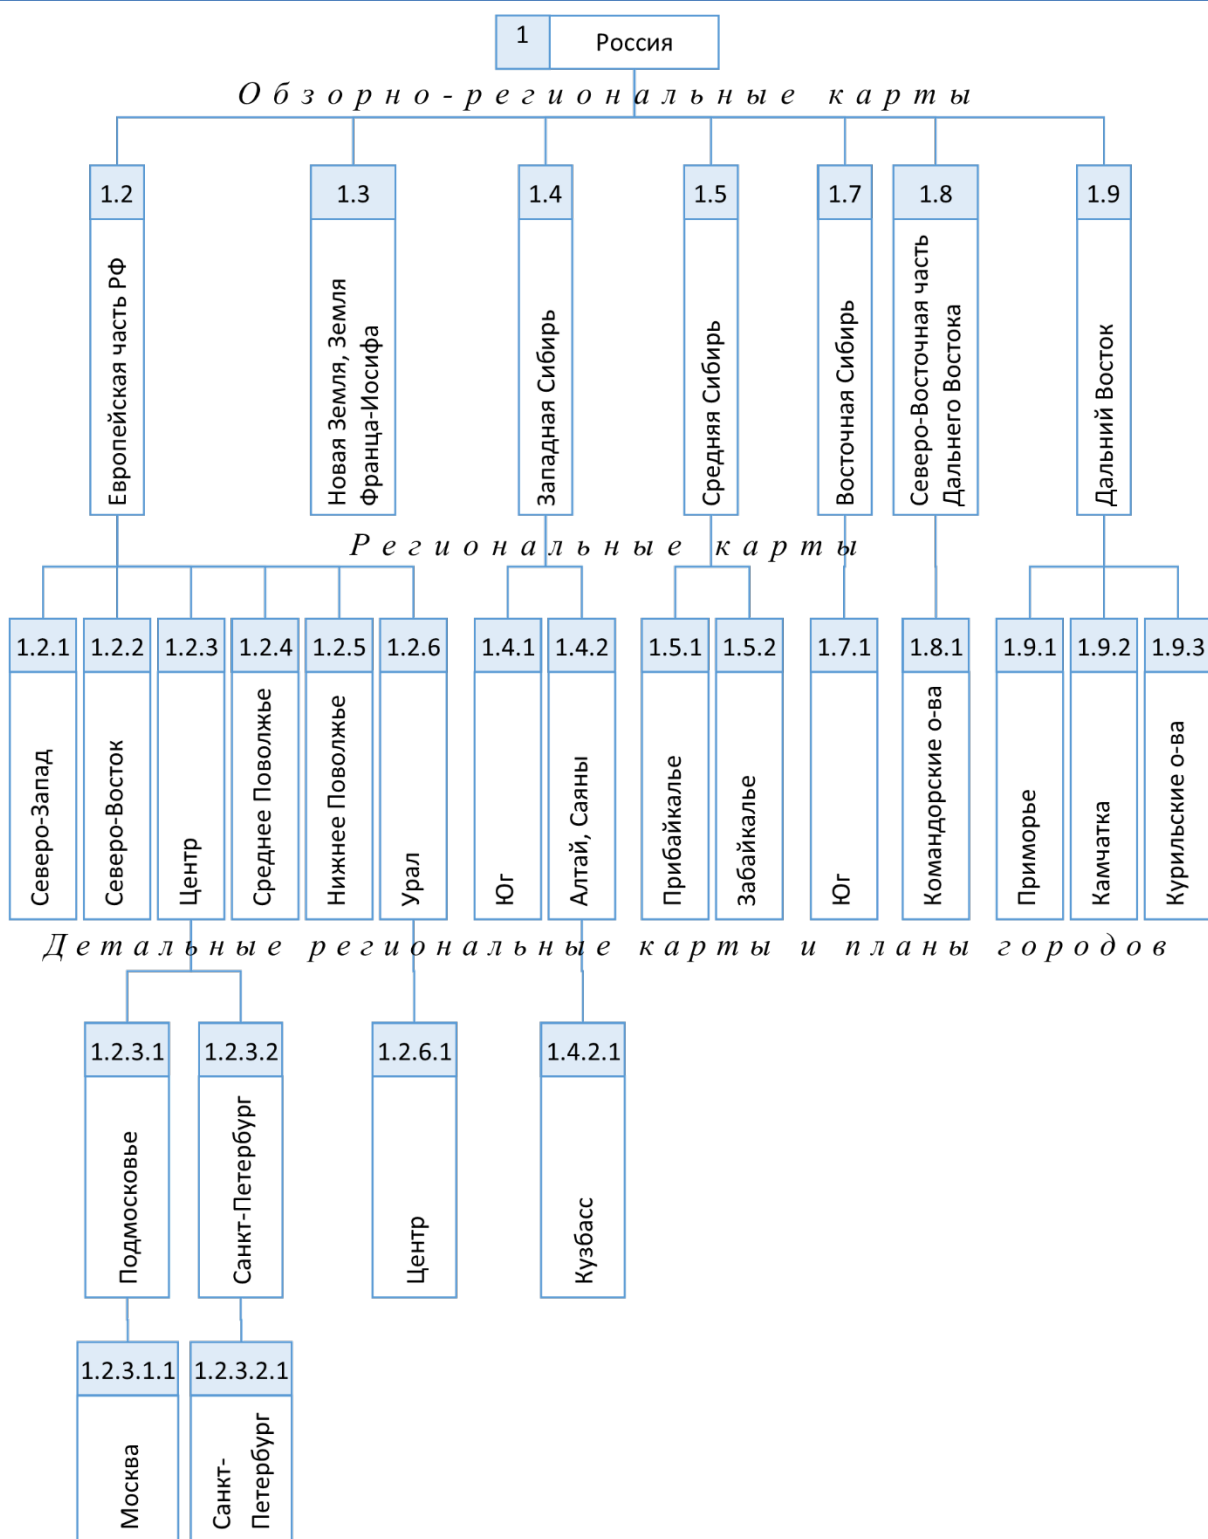 1
Россия
Обзорно-региональные карты
1.2
1.3
1.4
1.5
1.7
1.8
1.9
Европейская часть РФ
Новая Земля, Земля
Франца-Иосифа
Западная Сибирь
Средняя Сибирь
Восточная Сибирь
Северо-Восточная часть
Дальнего Востока
Дальний Восток
Региональные карты
1.2.1
1.2.2
1.2.3
1.2.4
1.2.5
1.2.6
1.4.1
1.4.2
1.5.1
1.5.2
1.7.1
1.8.1
1.9.1
1.9.2
1.9.3
Северо-Запад
Северо-Восток
Центр
Среднее Поволжье
Нижнее Поволжье
Урал
Юг
Алтай, Саяны
Прибайкалье
Забайкалье
Юг
Командорские о-ва
Приморье
Камчатка
Курильские о-ва
Детальные региональные карты и планы городов
1.2.3.1
1.2.3.2
1.2.6.1
1.4.2.1
Подмосковье
Санкт-Петербург
Центр
Кузбасс
1.2.3.1.1
1.2.3.2.1
Москва
Санкт-
Петербург